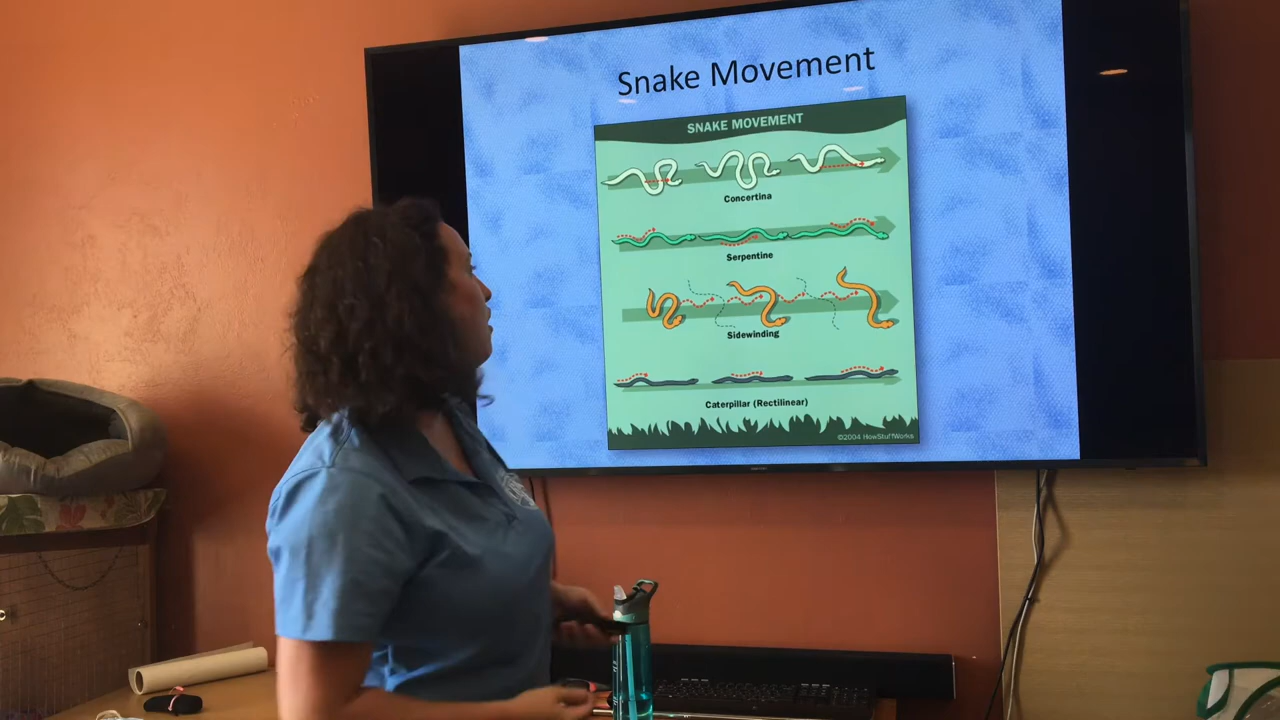 Snake Movement
SNAKE MOVEMENT
Concertina
Serpentine
Sidewinding
Caterpillar (Rectilinear)
©2004 HowStuffWorks